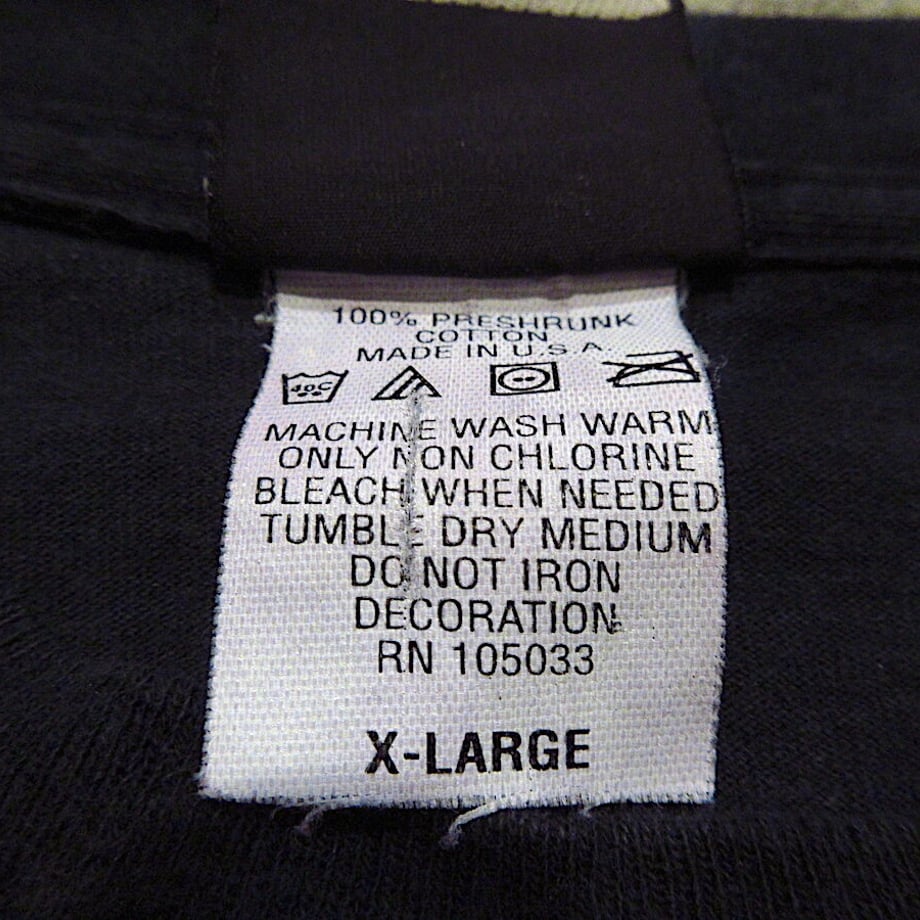 100% PRESHRUNK
COTTON
MADE IN U.S.A.
40C
MACHINE WASH WARM
ONLY NON CHLORINE
BLEACH WHEN NEEDED
TUMBLE DRY MEDIUM
DO NOT IRON
DECORATION
RN 105033
X-LARGE